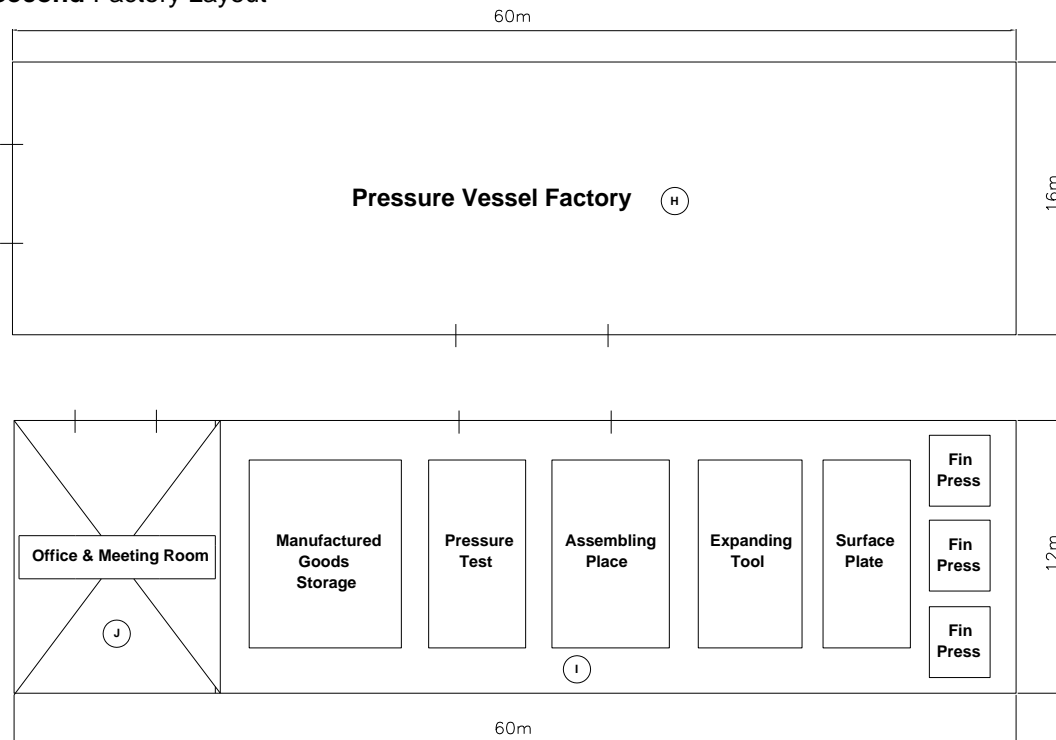 second Factory Layout
60m
16m
Pressure Vessel Factory
H
Office & Meeting Room
J
Manufactured
Goods
Storage
Pressure
Test
Assembling
Place
I
Expanding
Tool
Surface
Plate
Fin
Press
Fin
Press
Fin
Press
12m
60m